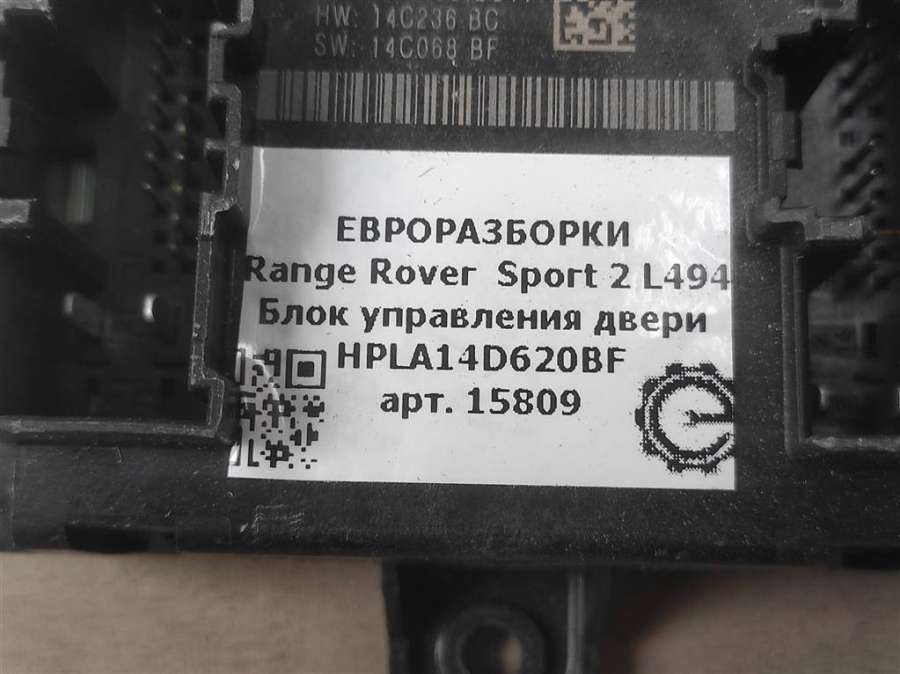 HW: 14C236 BC
SW: 14C068 BF
ЕВРОРАЗБОРКИ
Range Rover Sport 2 L494
Блок управления двери
HPLA14D620BF
арт. 15809